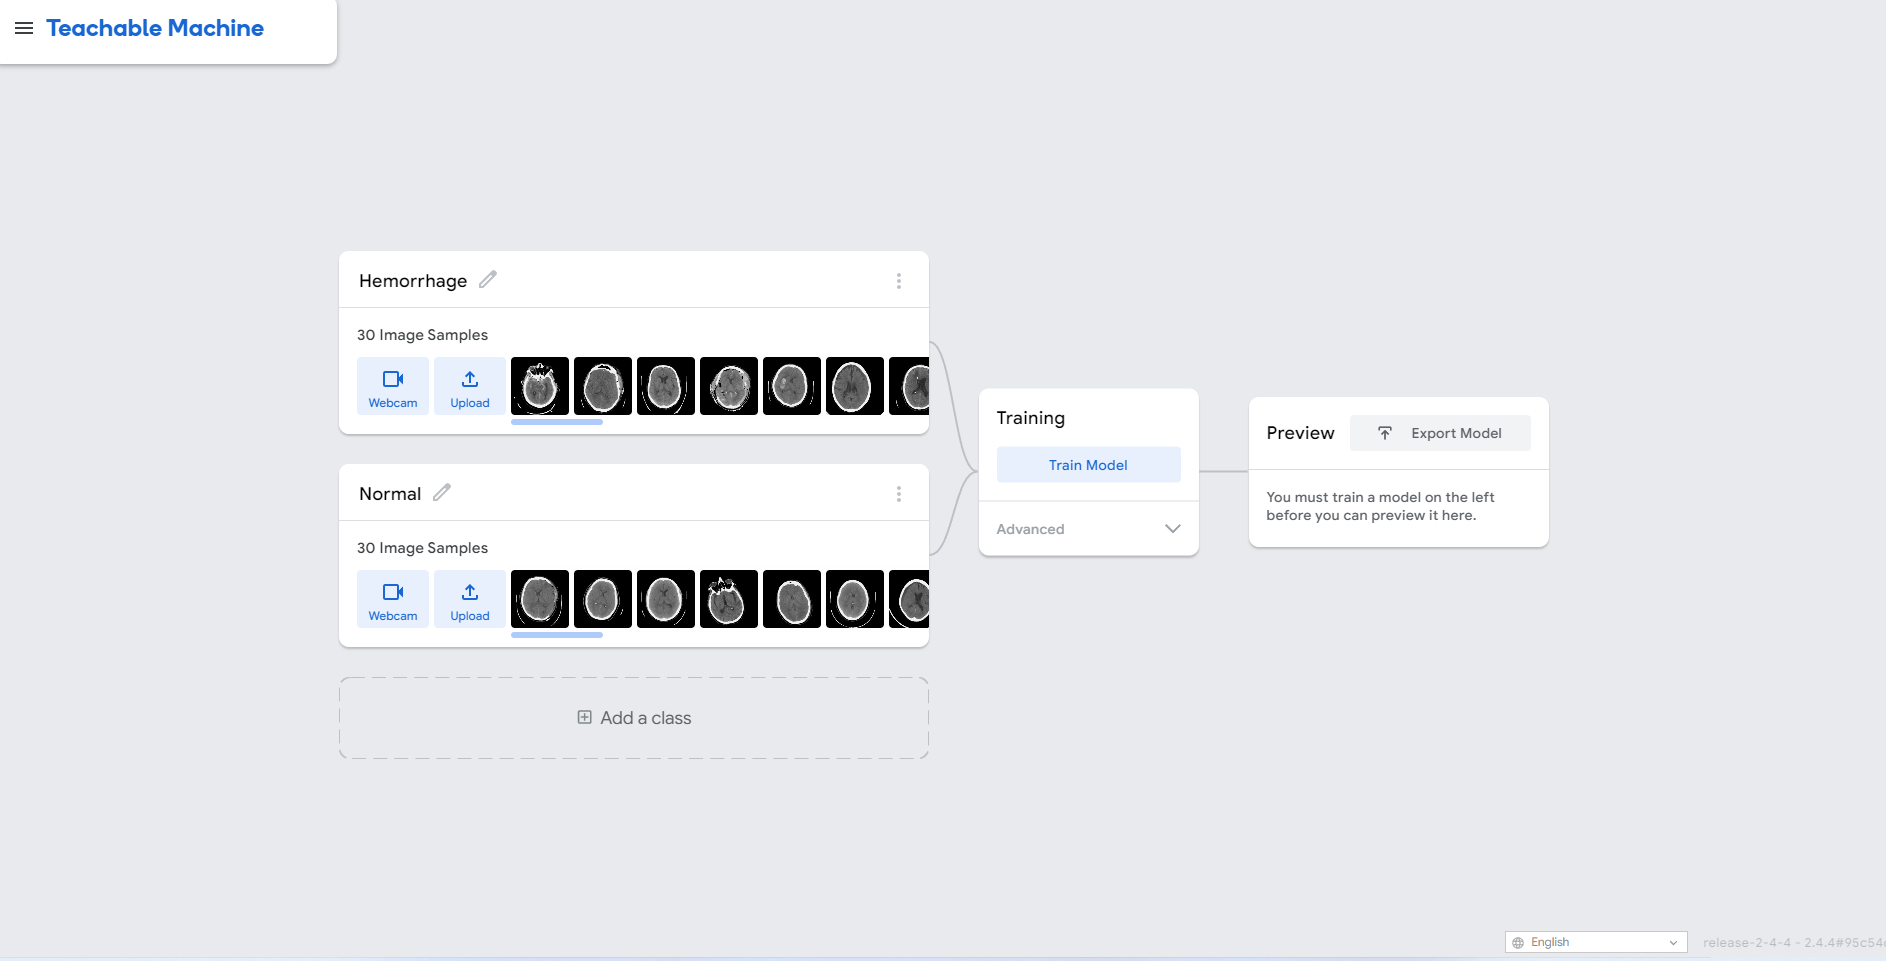 Teachable Machine
Hemorrhage
30 Image Samples
Webcam
Upload
Normal
30 Image Samples
Webcam
Upload
Add a class
Training
Train Model
Advanced
Preview
Export Model
You must train a model on the left
before you can preview it here.
English
release-2-4-4 - 2.4.4#95c54